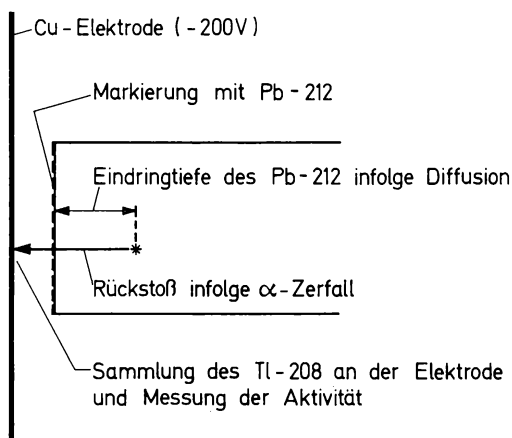 Cu-Elektrode (-200V)
Markierung mit Pb-212
Eindringtiefe des Pb-212 infolge Diffusion
Rückstoß infolge α-Zerfall
Sammlung des Tl-208 an der Elektrode
und Messung der Aktivität